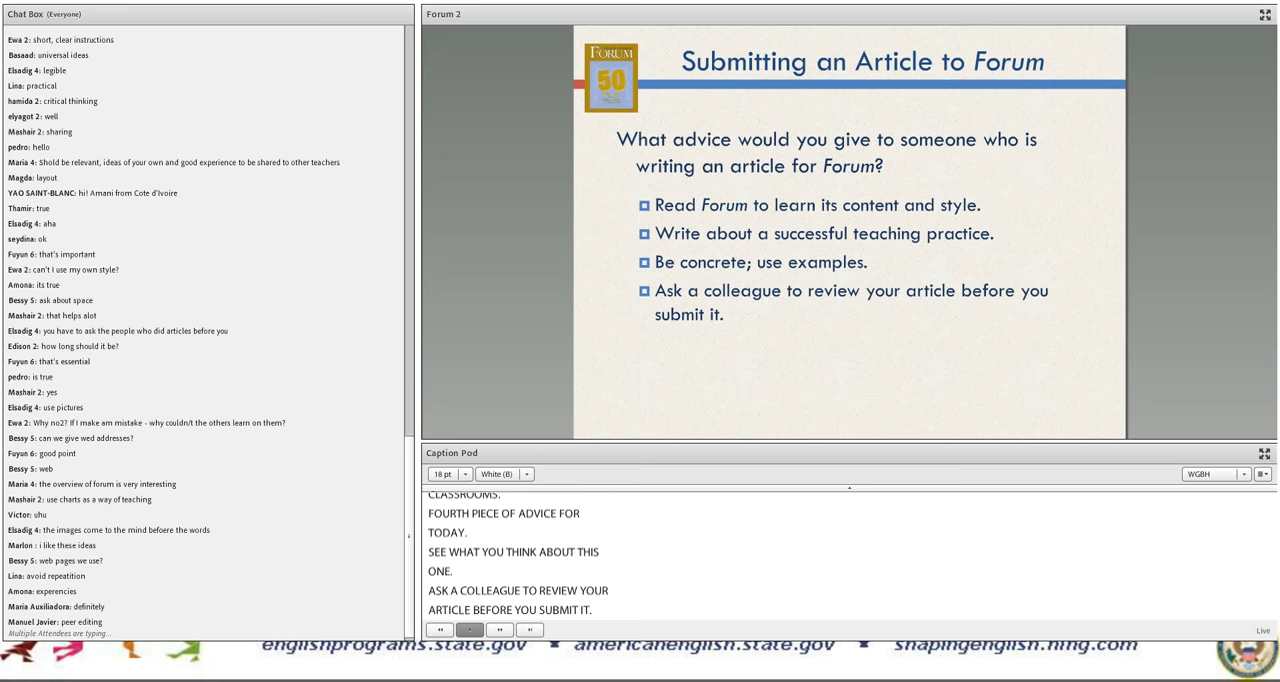 Chat Box (Everyone)
Ewa 2: short, clear instructions
Basaad: universal ideas
Elsadig 4: legible
Lina: practical
hamida 2: critical thinking
elyagot 2: well
Mashair 2: sharing
pedro: hello
Maria 4: Shold be relevant, ideas of your own and good experience to be shared to other teachers
Magda: layout
YAO SAINT-BLANC: hi! Amani from Cote d'Ivoire
Thamir: true
Elsadig 4: aha
seydina: ok
Fuyun 6: that's important
Ewa 2: can't I use my own style?
Amona: its true
Bessy 5: ask about space
Mashair 2: that helps alot
Elsadig 4: you have to ask the people who did articles before you
Edison 2: how long should it be?
Fuyun 6: that's essential
pedro: is true
Mashair 2: yes
Elsadig 4: use pictures
Ewa 2: Why no2? If I make am mistake - why couldn/t the others learn on them?
Bessy 5: can we give wed addresses?
Fuyun 6: good point
Bessy 5: web
Maria 4: the overview of forum is very interesting
Mashair 2: use charts as a way of teaching
Victor: uhu
Elsadig 4: the images come to the mind befoere the words
Marlon : i like these ideas
Bessy 5: web pages we use?
Lina: avoid repeatition
Amona: experencies
Maria Auxiliadora: definitely
Manuel Javier: peer editing
Multiple Attendees are typing...
Forum 2
FORUM
50
Submitting an Article to Forum
What advice would you give to someone who is
writing an article for Forum?
Read Forum to learn its content and style.
Write about a successful teaching practice.
Be concrete; use examples.
Ask a colleague to review your article before you
submit it.
Caption Pod
18 pt
White (B)
WGBH
CLASSROOMS.
FOURTH PIECE OF ADVICE FOR
TODAY.
SEE WHAT YOU THINK ABOUT THIS
ONE.
ASK A COLLEAGUE TO REVIEW YOUR
ARTICLE BEFORE YOU SUBMIT IT.
Live
englishprograms.state.gov ▪ americanenglish.state.gov ▪ shapingenglish.ning.com